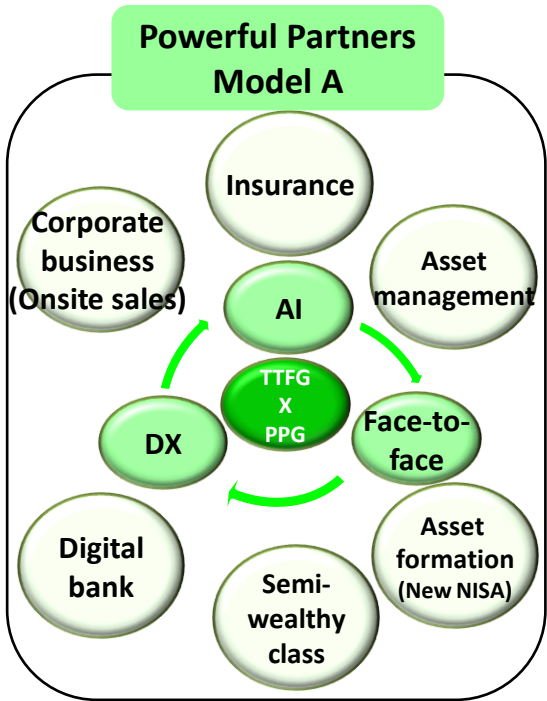 Powerful Partners
Model A
Insurance
Corporate
business
(Onsite sales)
Asset
management
AI
TTFG
X
PPG
Face-to-
face
DX
Digital
bank
Asset
formation
(New NISA)
Semi-
wealthy
class